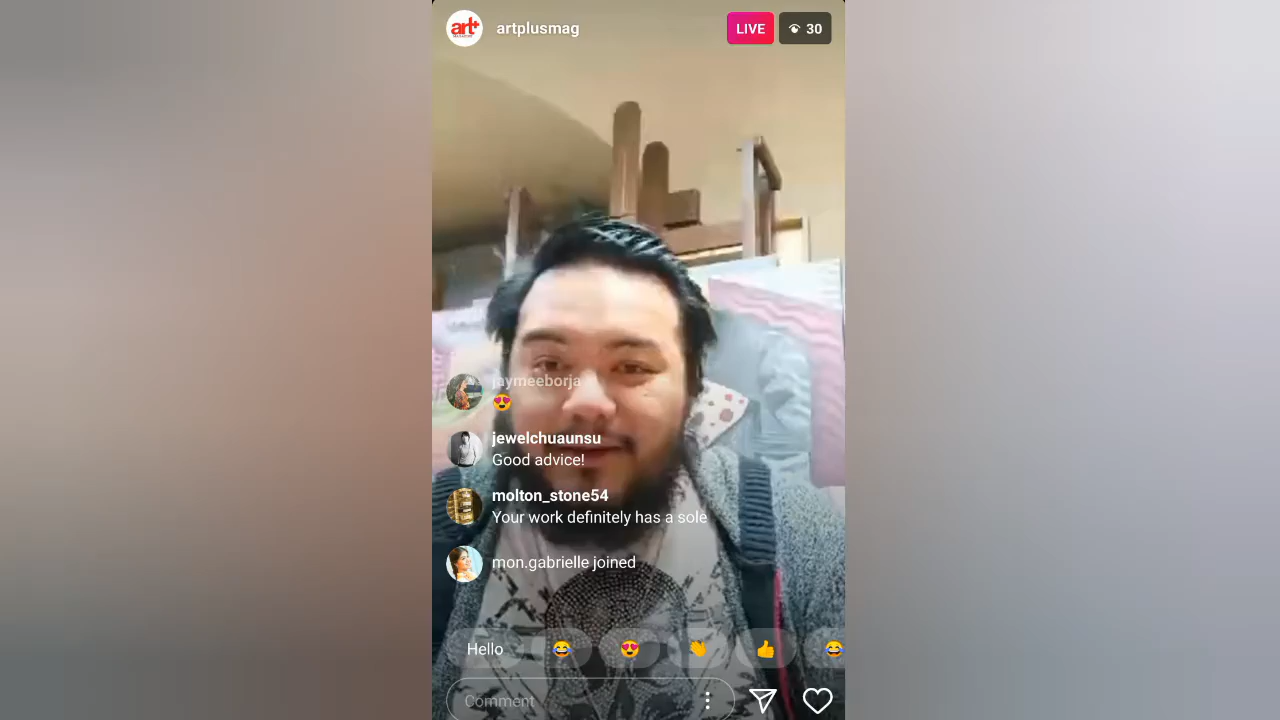 art+
artplusmag
LIVE
30
jaymeeborja
😍
jewelchuaunsu
Good advice!
molton_stone54
Your work definitely has a sole
mon.gabrielle joined
Hello 😂 😍 👏 👍 😂
Comment